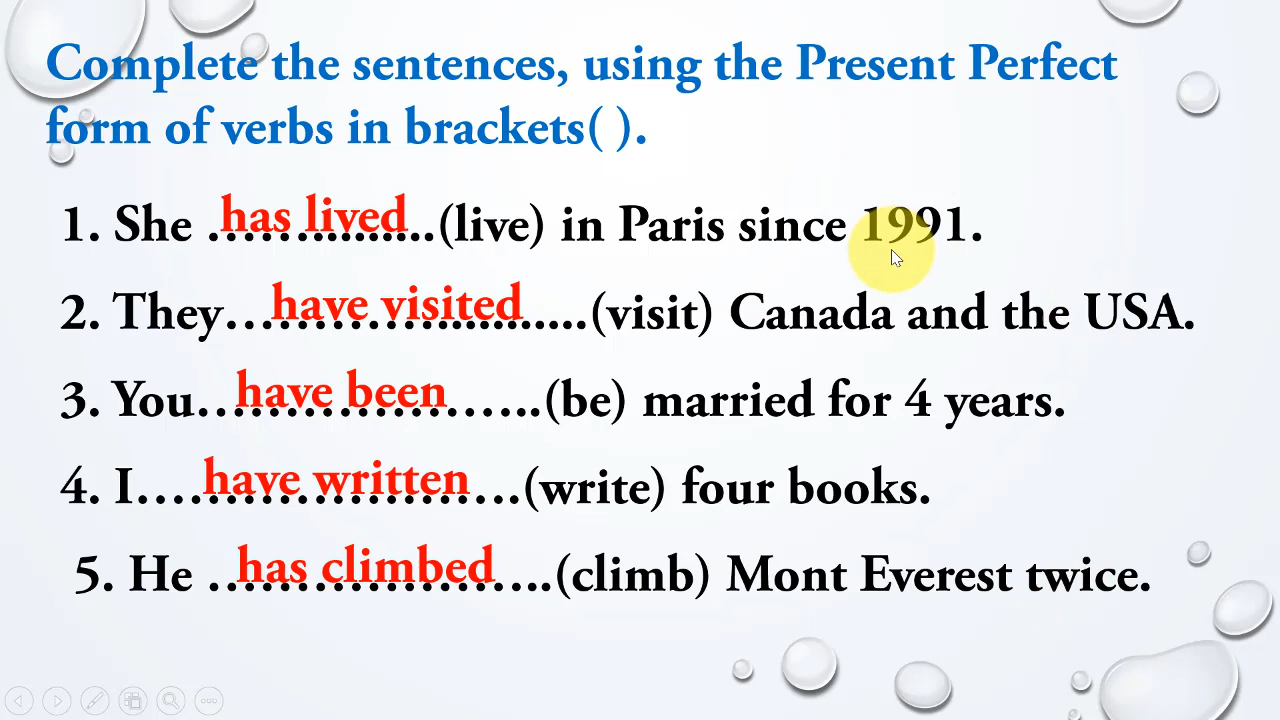 Complete the sentences, using the Present Perfect
form of verbs in brackets( ).
1. She ……has lived……..(live) in Paris since 1991.
2. They…have visited……...(visit) Canada and the USA.
3. You…have been……...(be) married for 4 years.
4. I….have written…..(write) four books.
5. He …has climbed…..(climb) Mont Everest twice.